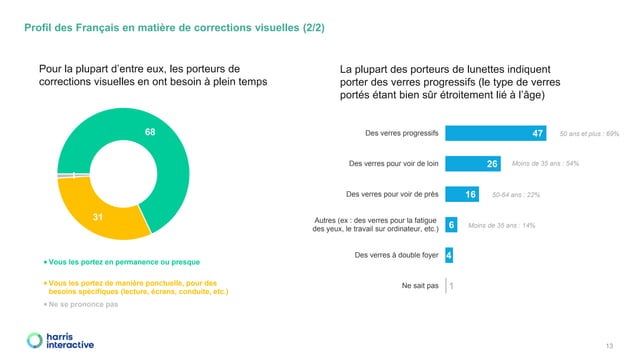 Profil des Français en matière de corrections visuelles (2/2)
Pour la plupart d'entre eux, les porteurs de
corrections visuelles en ont besoin à plein temps
68
1
31
Vous les portez en permanence ou presque
Vous les portez de manière ponctuelle, pour des
besoins spécifiques (lecture, écrans, conduite, etc.)
Ne se prononce pas
La plupart des porteurs de lunettes indiquent
porter des verres progressifs (le type de verres
portés étant bien sûr étroitement lié à l'âge)
Des verres progressifs 47 50 ans et plus : 69%
Des verres pour voir de loin 26 Moins de 35 ans : 54%
Des verres pour voir de près 16 50-64 ans : 22%
Autres (ex : des verres pour la fatigue
des yeux, le travail sur ordinateur, etc.) 6 Moins de 35 ans : 14%
Des verres à double foyer 4
Ne sait pas 1
harris
interactive
13